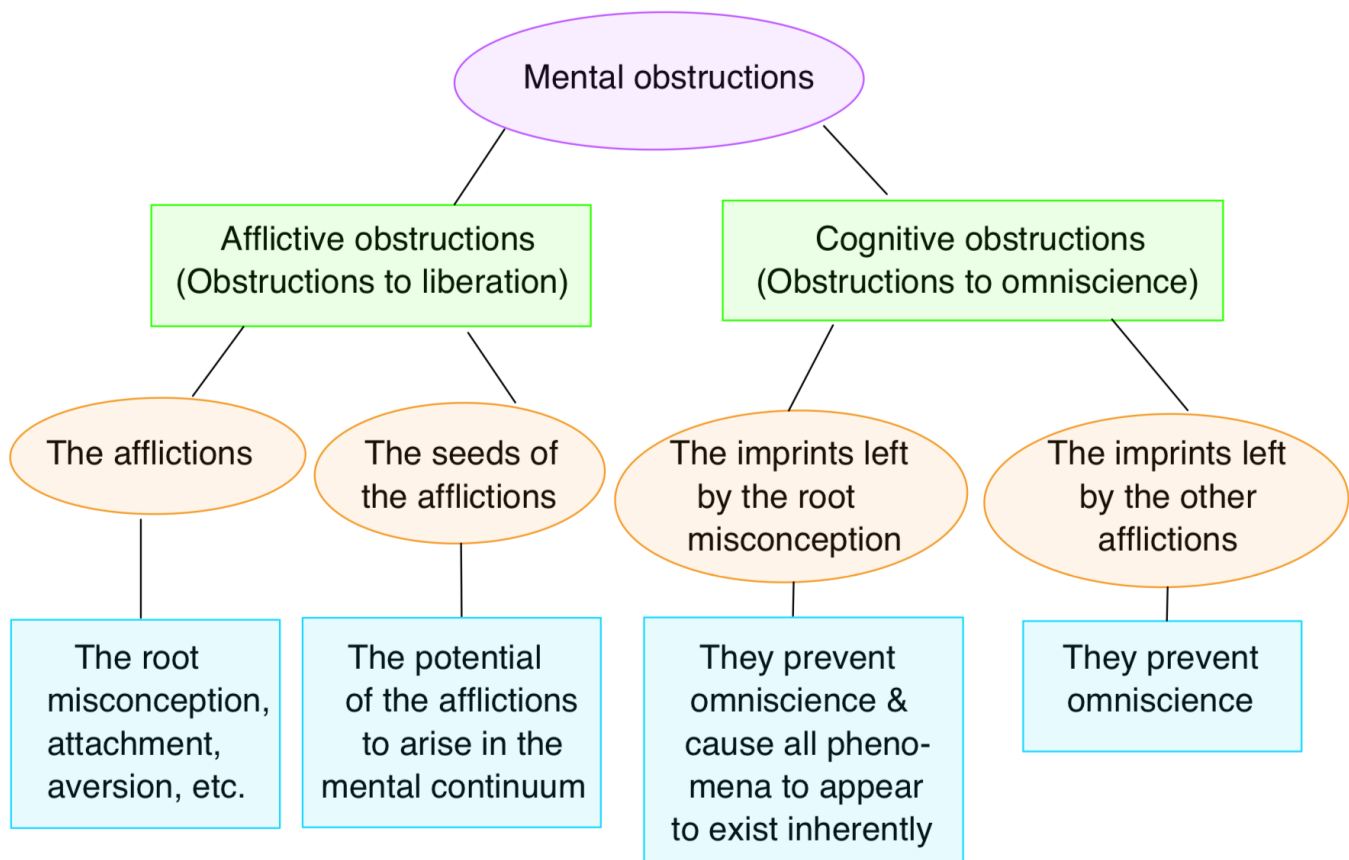 Mental obstructions
Afflictive obstructions
(Obstructions to liberation)
Cognitive obstructions
(Obstructions to omniscience)
The afflictions
The seeds of
the afflictions
The imprints left
by the root
misconception
The imprints left
by the other
afflictions
The root
misconception,
attachment,
aversion, etc.
The potential
of the afflictions
to arise in the
mental continuum
They prevent
omniscience &
cause all pheno-
mena to appear
to exist inherently
They prevent
omniscience